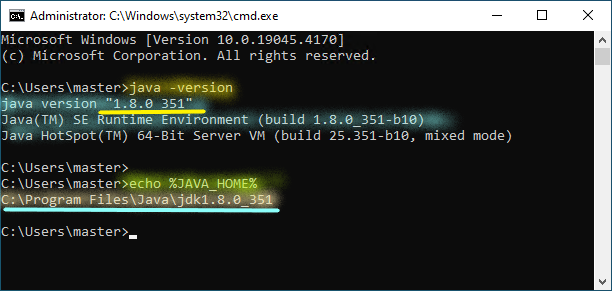 Administrator: C:\Windows\system32\cmd.exe
Microsoft Windows [Version 10.0.19045.4170]
(c) Microsoft Corporation. All rights reserved.
C:\Users\master>java -version
java version "1.8.0_351"
Java(TM) SE Runtime Environment (build 1.8.0_351-b10)
Java HotSpot(TM) 64-Bit Server VM (build 25.351-b10, mixed mode)
C:\Users\master>
C:\Users\master>echo %JAVA_HOME%
C:\Program Files\Java\jdk1.8.0_351
C:\Users\master>